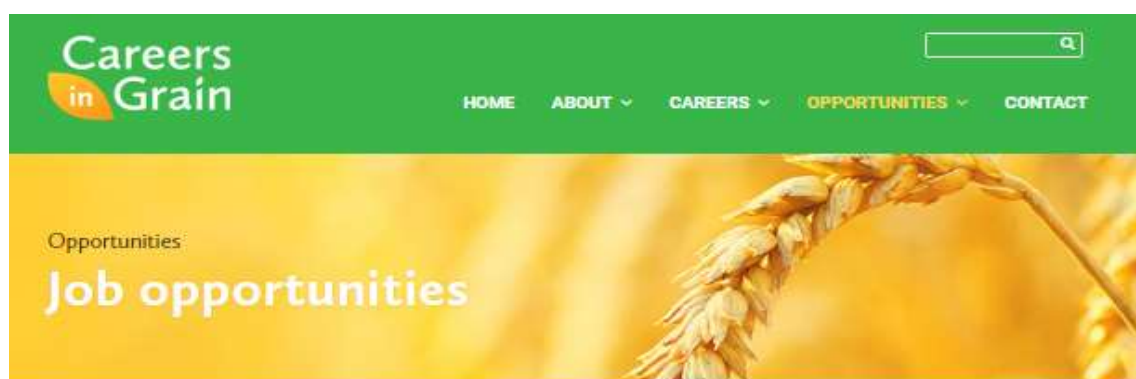 Careers
in Grain
HOME ABOUT CAREERS OPPORTUNITIES CONTACT
Opportunities
Job opportunities